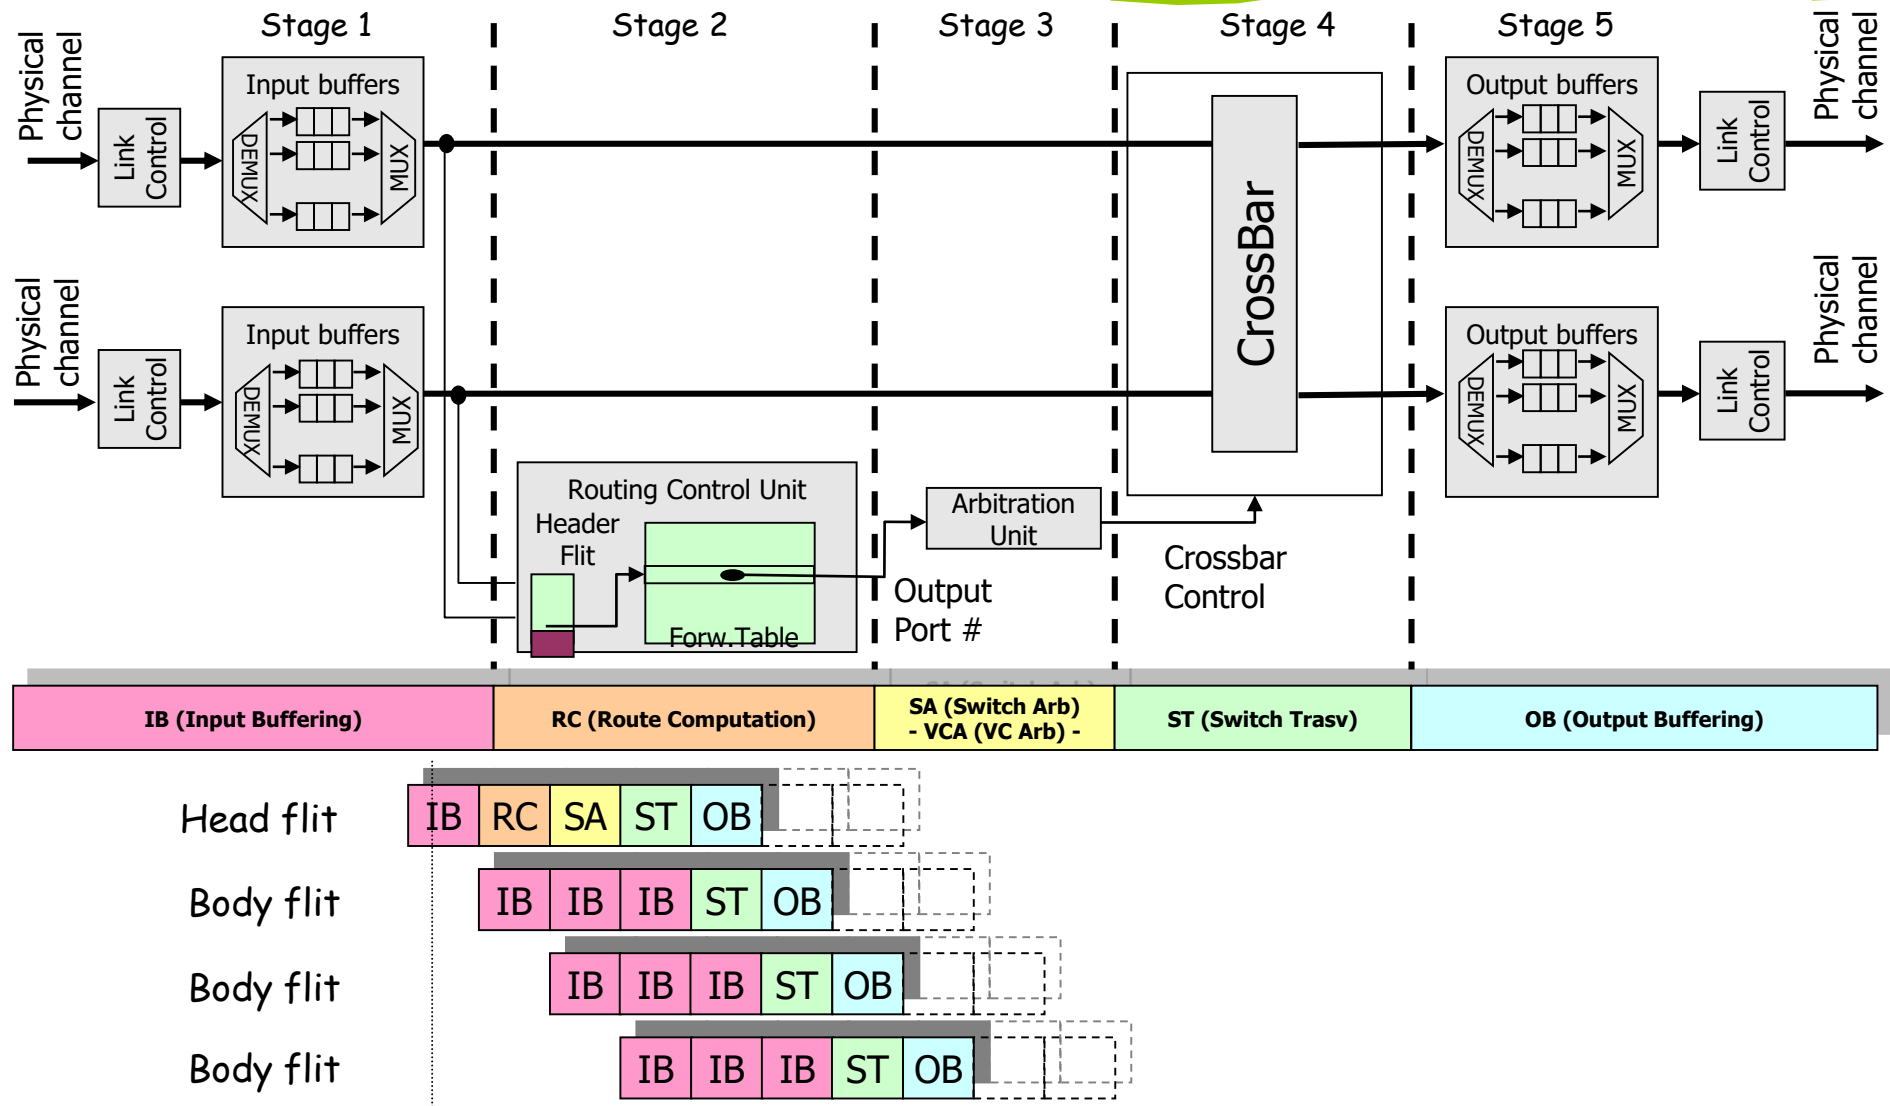 Stage 1
Stage 2
Stage 3
Stage 4
Stage 5
Physical
channel
Link
Control
Input buffers
DEMUX
MUX
CrossBar
Output buffers
DEMUX
MUX
Link
Control
Physical
channel
Physical
channel
Link
Control
Input buffers
DEMUX
MUX
Output buffers
DEMUX
MUX
Link
Control
Physical
channel
Routing Control Unit
Header
Flit
Forw.Table
Arbitration
Unit
Output
Port #
Crossbar
Control
IB (Input Buffering)
RC (Route Computation)
SA (Switch Arb)
- VCA (VC Arb) -
ST (Switch Trasv)
OB (Output Buffering)
Head flit
IB RC SA ST OB
Body flit
IB IB IB ST OB
Body flit
IB IB IB ST OB
Body flit
IB IB IB ST OB